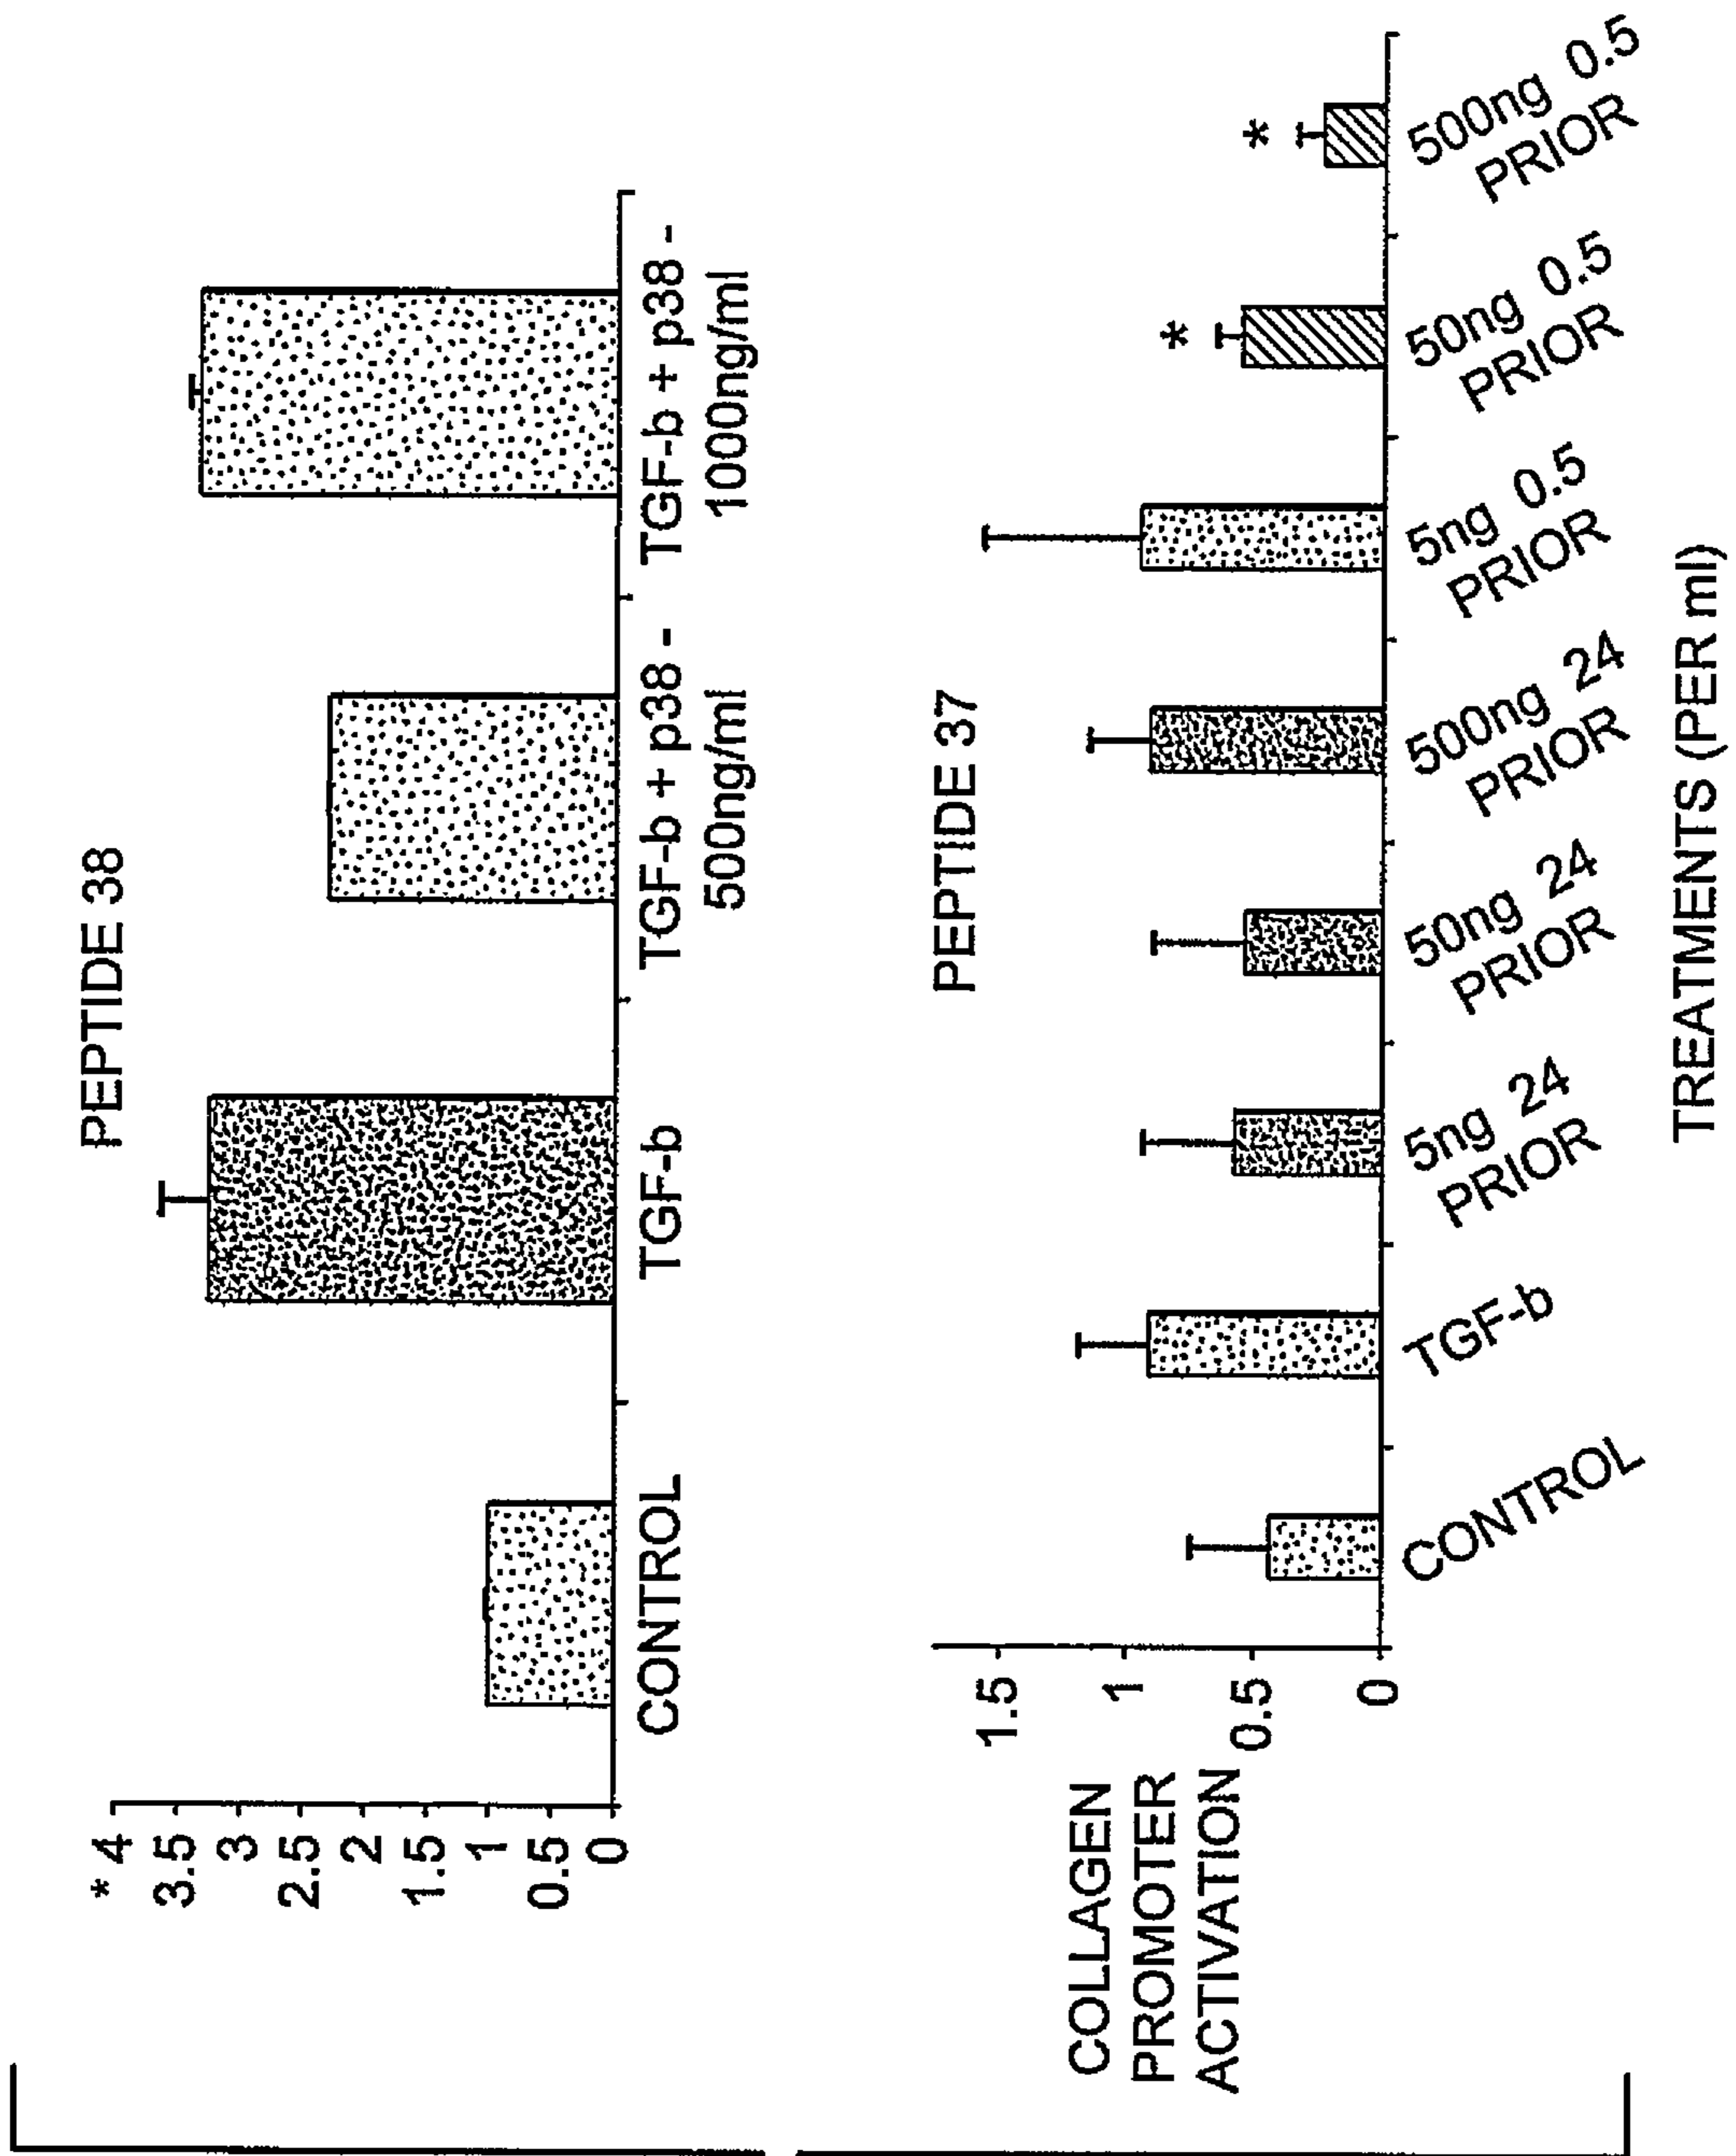 PEPTIDE 38
* 4
3.5
3
2.5
2
1.5
1
0.5
0
CONTROL
TGF-b
TGF-b + p38 -
500ng/ml
TGF-b + p38 -
1000ng/ml
PEPTIDE 37
COLLAGEN
PROMOTER
ACTIVATION
1.5
1
0.5
0
*
*
CONTROL
TGF-b
5ng 24
PRIOR
50ng 24
PRIOR
500ng 24
PRIOR
5ng 0.5
PRIOR
50ng 0.5
PRIOR
500ng 0.5
PRIOR
TREATMENTS (PER ml)